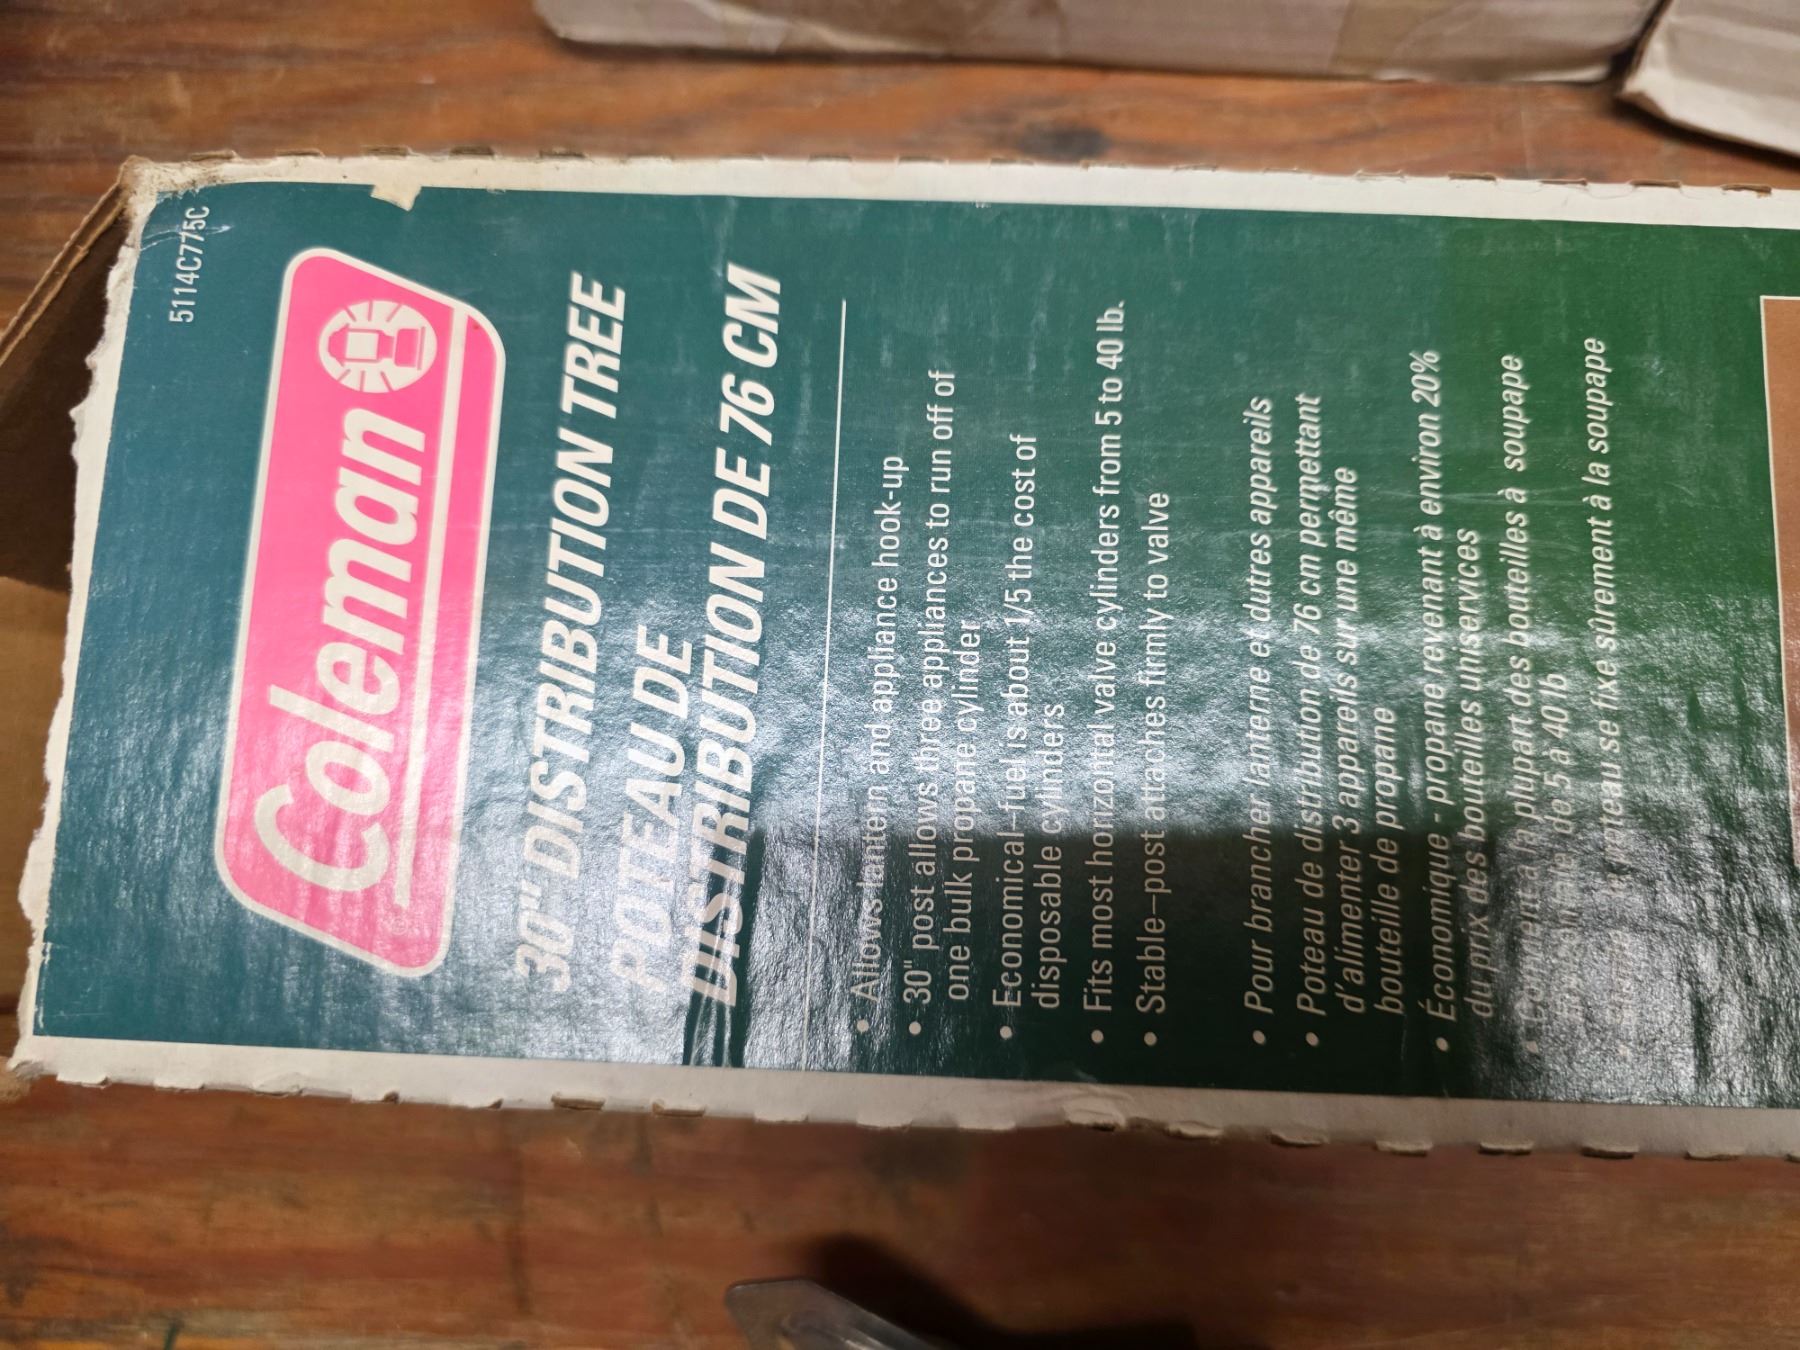 5114C775C
Coleman
30" DISTRIBUTION TREE
POTEAU DE
DISTRIBUTION DE 76 CM
• Allows lantern and appliance hook-up
• 30" post allows three appliances to run off of
one bulk propane cylinder
• Economical–fuel is about 1/5 the cost of
disposable cylinders
• Fits most horizontal valve cylinders from 5 to 40 lb.
• Stable–post attaches firmly to valve
• Pour brancher lanterne et autres appareils
• Poteau de distribution de 76 cm permettant
d'alimenter 3 appareils sur une même
bouteille de propane
• Économique - propane revenant à environ 20%
du prix des bouteilles uniservices
• la plupart des bouteilles à soupape
de 5 à 40 lb
• se fixe sûrement à la soupape